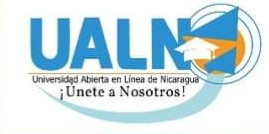 UALN
Universidad Abierta en Línea de Nicaragua
¡Únete a Nosotros!